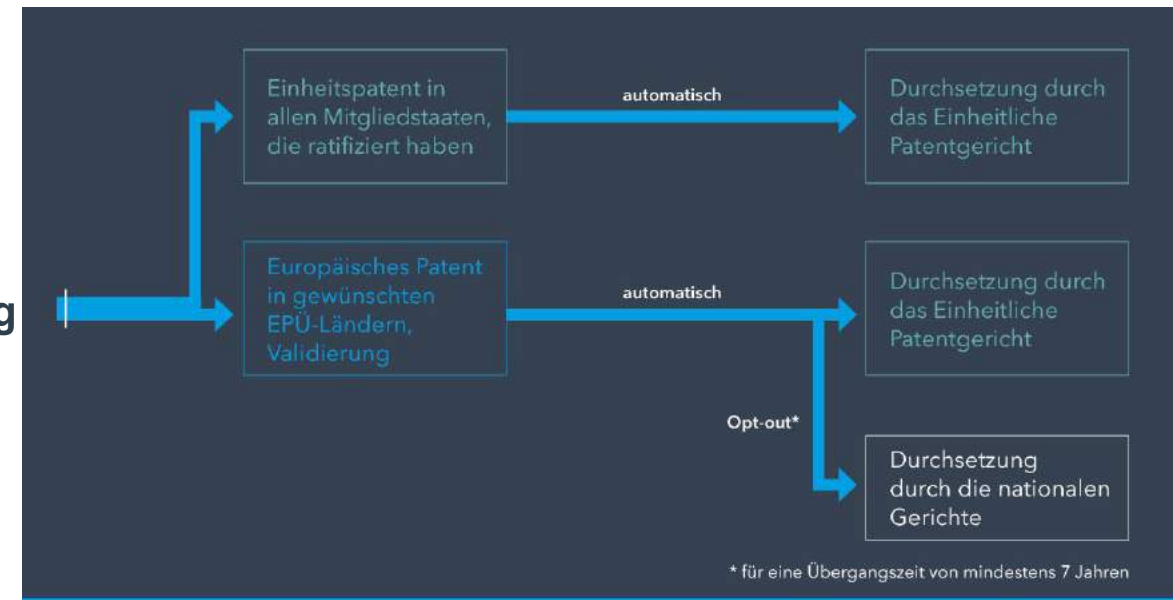 Einheitspatent in
allen Mitgliedstaaten,
die ratifiziert haben
automatisch
Durchsetzung durch
das Einheitliche
Patentgericht
g
Europäisches Patent
in gewünschten
EPÜ-Ländern,
Validierung
automatisch
Durchsetzung durch
das Einheitliche
Patentgericht
Opt-out*
Durchsetzung
durch die nationalen
Gerichte
* für eine Übergangszeit von mindestens 7 Jahren